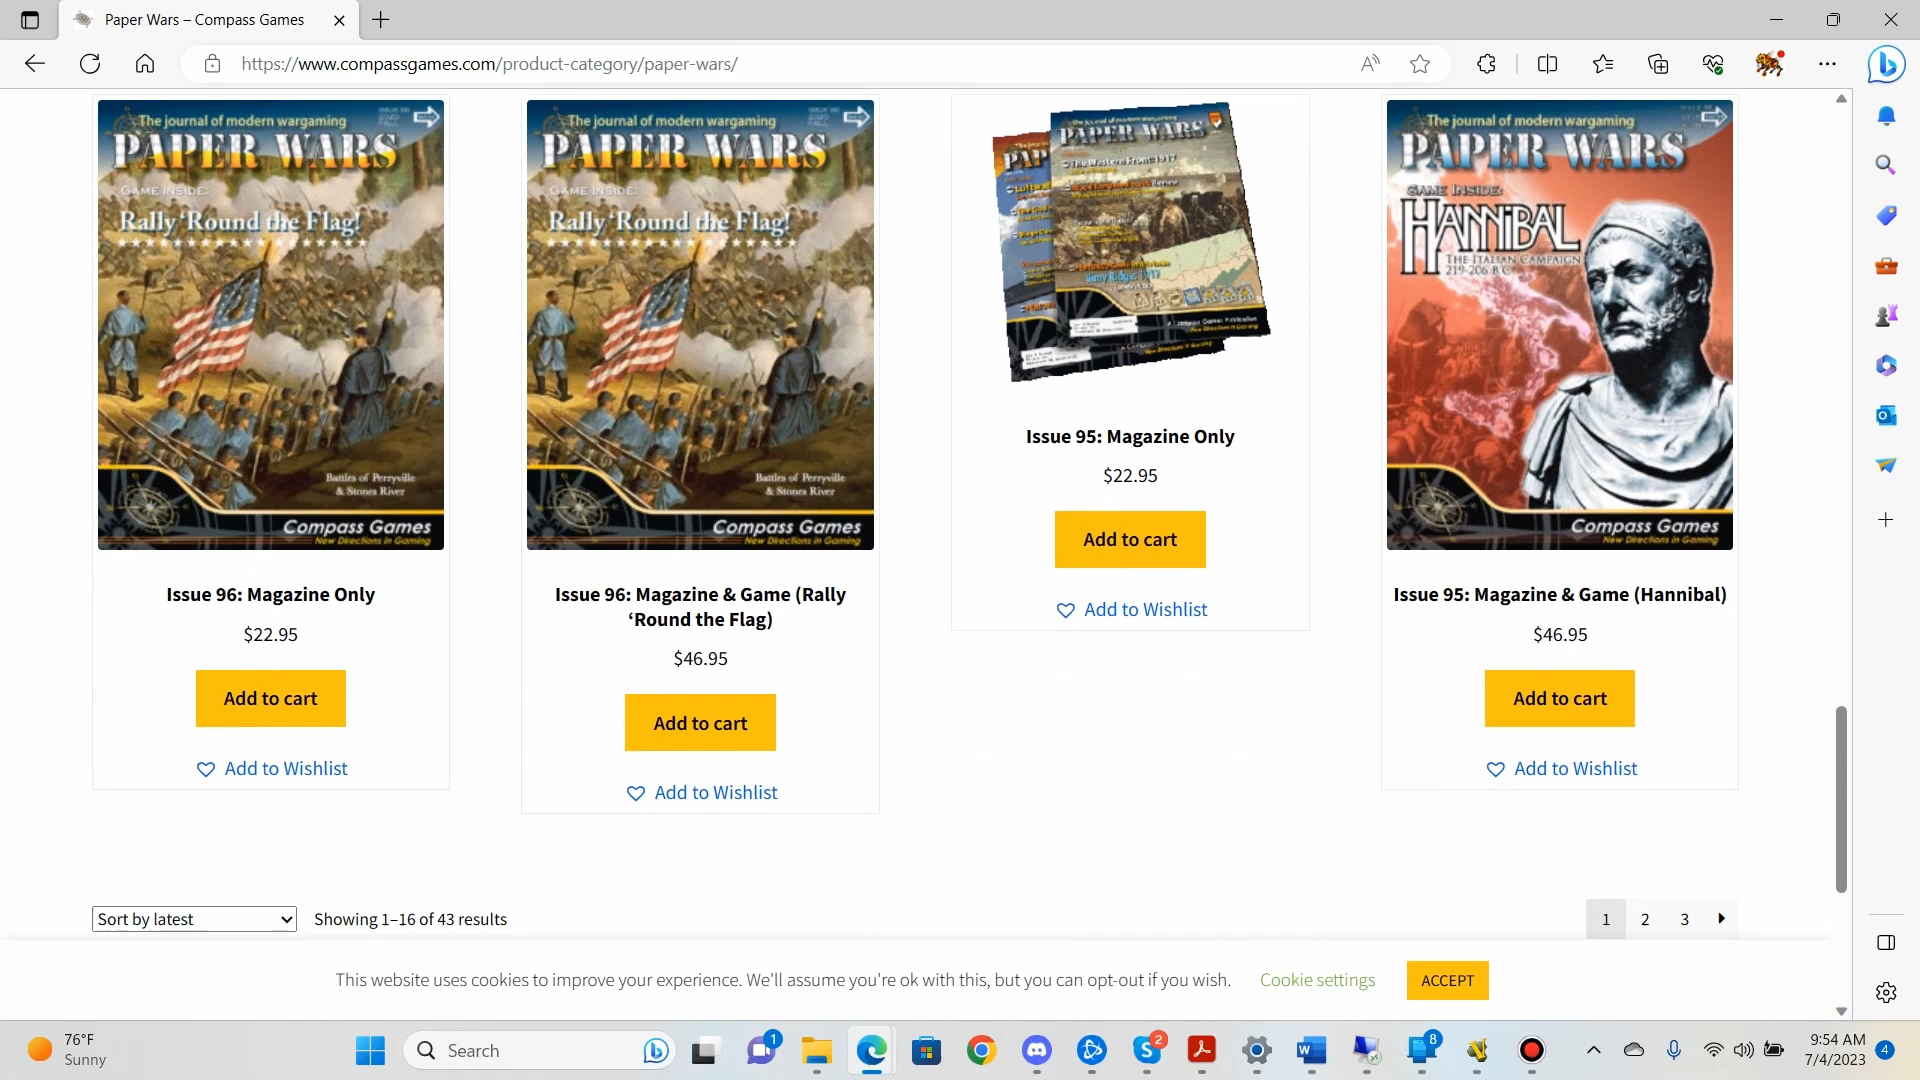 Paper Wars – Compass Games
https://www.compassgames.com/product-category/paper-wars/
The journal of modern wargaming
PAPER WARS
GAME INSIDE:
Rally 'Round the Flag!
Battles of Perryville
& Stones River
Compass Games
New Directions in Gaming
Issue 96: Magazine Only
$22.95
Add to cart
Add to Wishlist
The journal of modern wargaming
PAPER WARS
GAME INSIDE:
Rally 'Round the Flag!
Battles of Perryville
& Stones River
Compass Games
New Directions in Gaming
Issue 96: Magazine & Game (Rally
‘Round the Flag)
$46.95
Add to cart
Add to Wishlist
PAP
PAPER WARS
The Western Front: 1917
Issue 95: Magazine Only
$22.95
Add to cart
Add to Wishlist
The journal of modern wargaming
PAPER WARS
GAME INSIDE:
HANNIBAL
THE ITALIAN CAMPAIGN
219-206 B.C.
Compass Games
New Directions in Gaming
Issue 95: Magazine & Game (Hannibal)
$46.95
Add to cart
Add to Wishlist
Sort by latest
Showing 1–16 of 43 results
1 2 3
This website uses cookies to improve your experience. We'll assume you're ok with this, but you can opt-out if you wish.
Cookie settings
ACCEPT
76°F
Sunny
Search
1
2
8
9:54 AM
7/4/2023
4